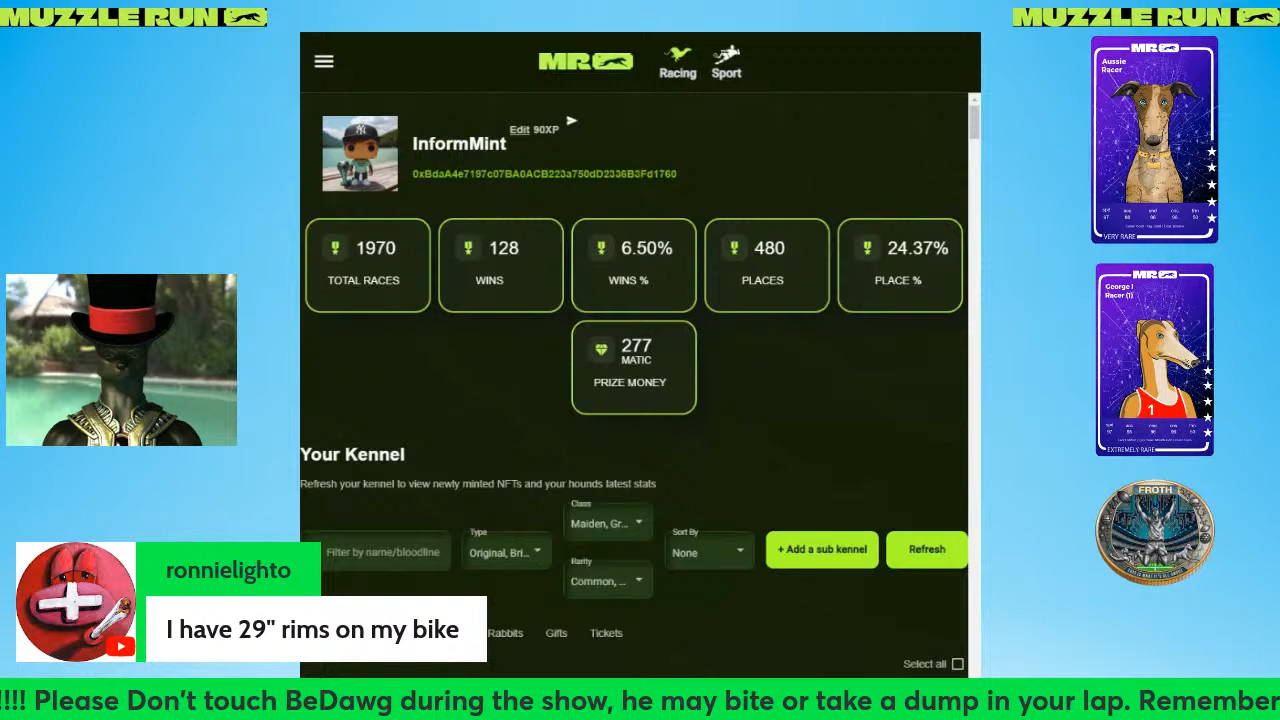 MUZZLE RUN
MUZZLE RUN
MR
Racing
Sport
InformMint
Edit 90XP
0xBdaA4e7197c07BA0ACB223a750dD2336B3Fd1760
1970
TOTAL RACES
128
WINS
6.50%
WINS %
480
PLACES
24.37%
PLACE %
277
MATIC
PRIZE MONEY
Your Kennel
Refresh your kennel to view newly minted NFTs and your hounds latest stats
Filter by name/bloodline
Type
Original, Bri...
Class
Maiden, Gr...
Rarity
Common, ...
Sort By
None
+ Add a sub kennel
Refresh
Rabbits
Gifts
Tickets
Select all
MR
Aussie
Racer
VERY RARE
MR
George I
Racer (1)
1
EXTREMELY RARE
FROTH
ronnielighto
I have 29" rims on my bike
!!!! Please Don't touch BeDawg during the show, he may bite or take a dump in your lap. Remember